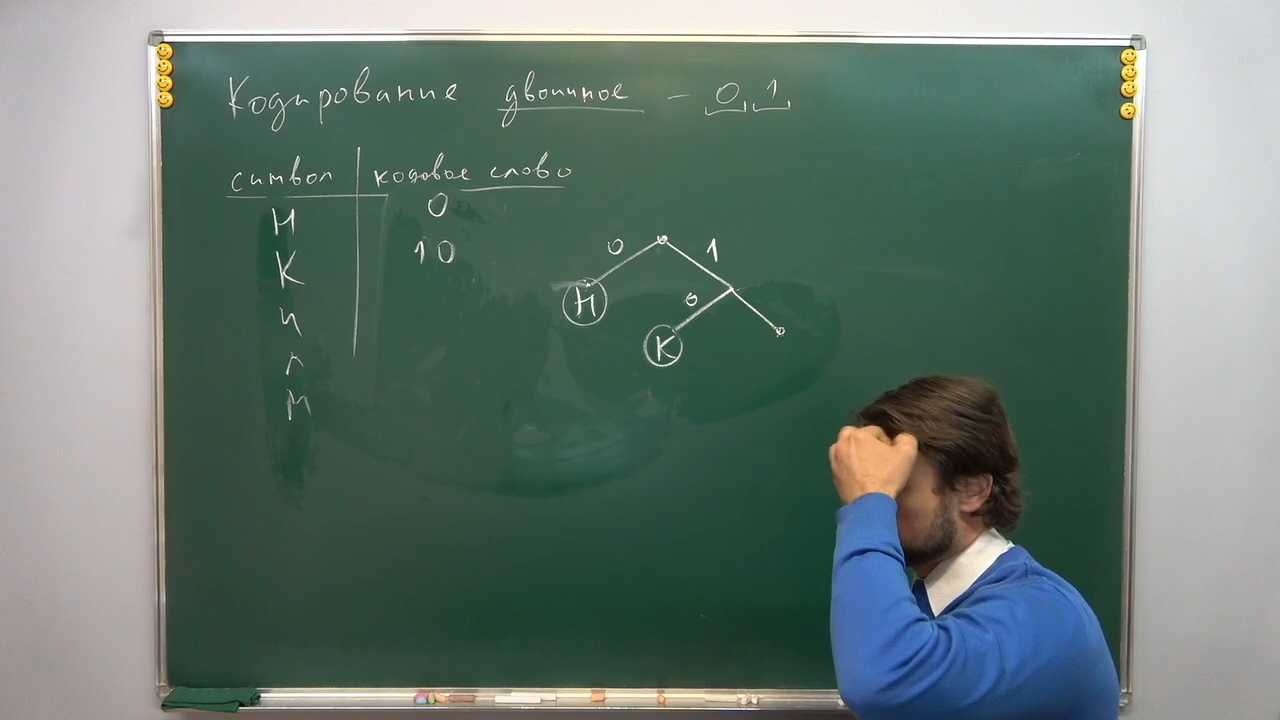 Кодирование двоичное - 0, 1
символ кодовое слово
Н 0
К 10
и
л
м
0 1
Н 0
К